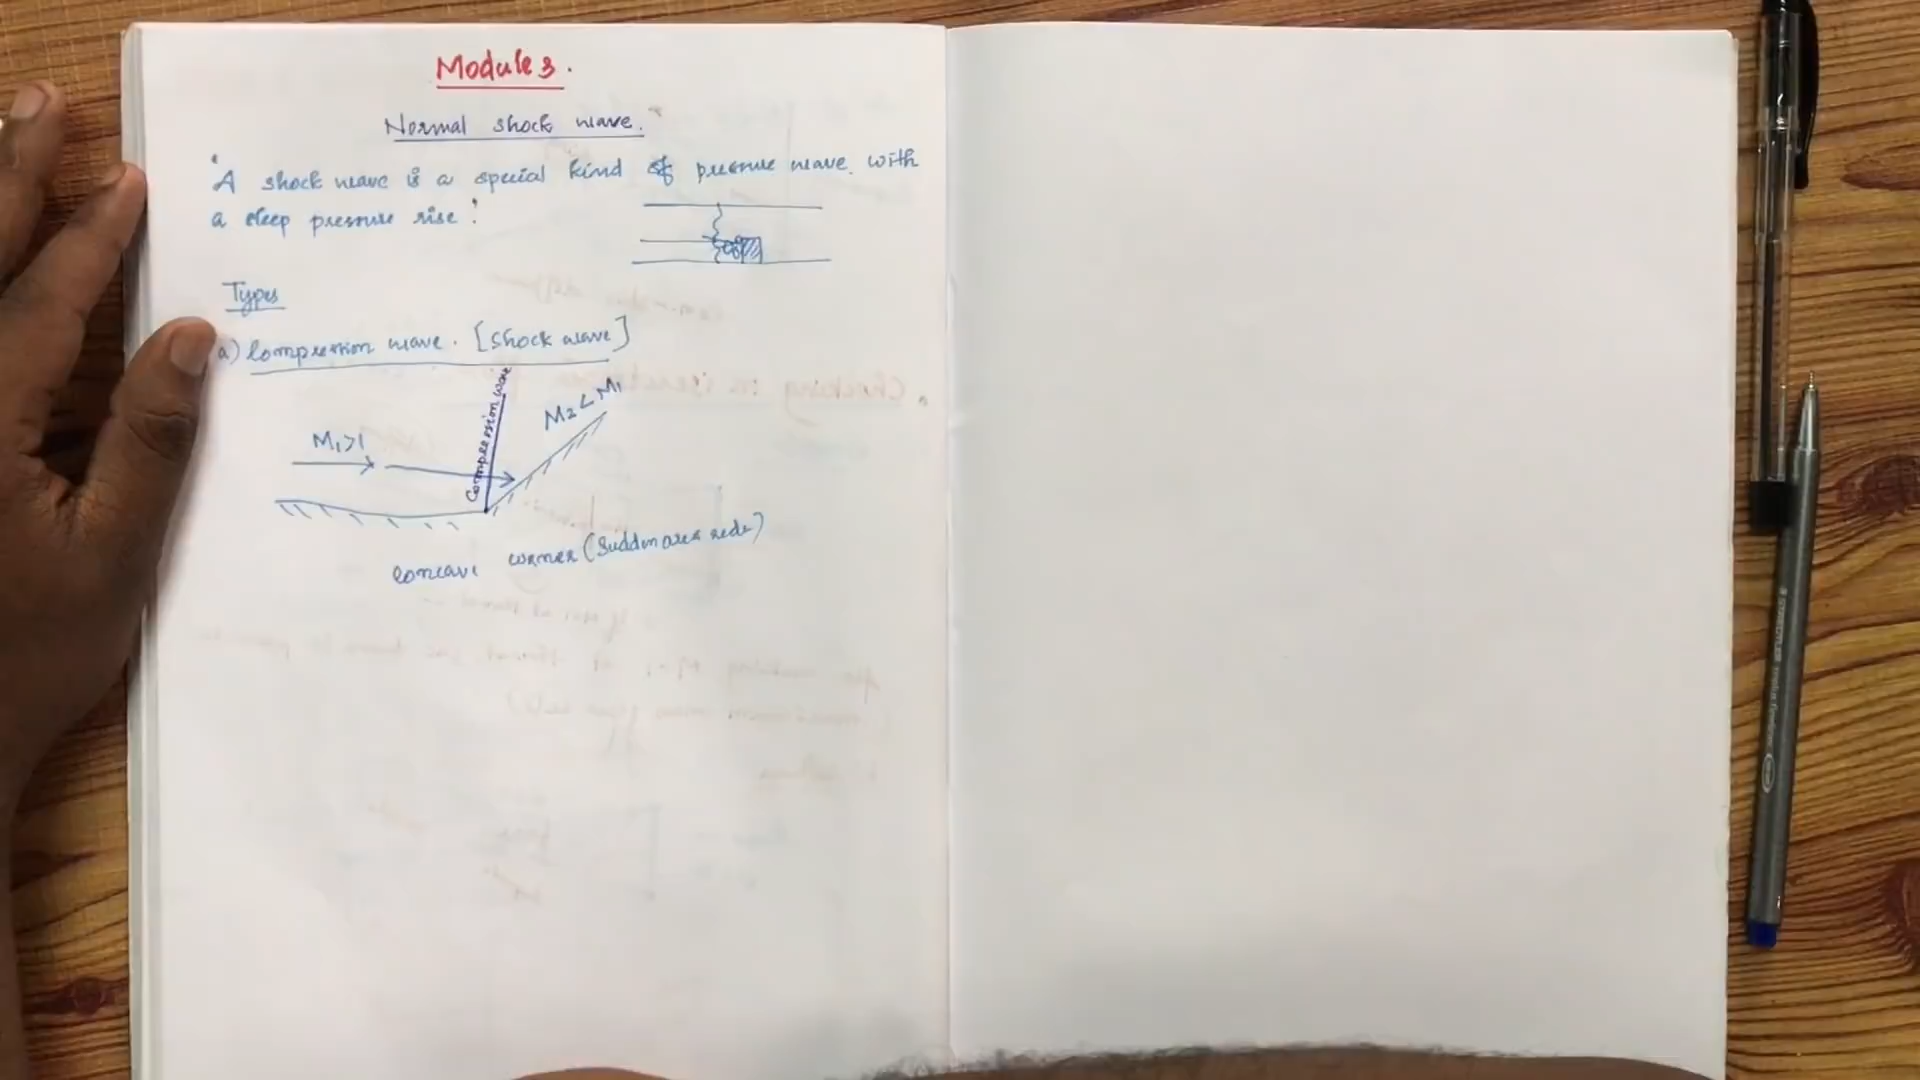 Module 3.
Normal shock wave.
"A shock wave is a special kind of pressure wave with
a steep pressure rise"
Types
a) Compression wave. [Shock wave]
Compression wave
M2 < M1
M1>1
concave corner (Sudden area redu)